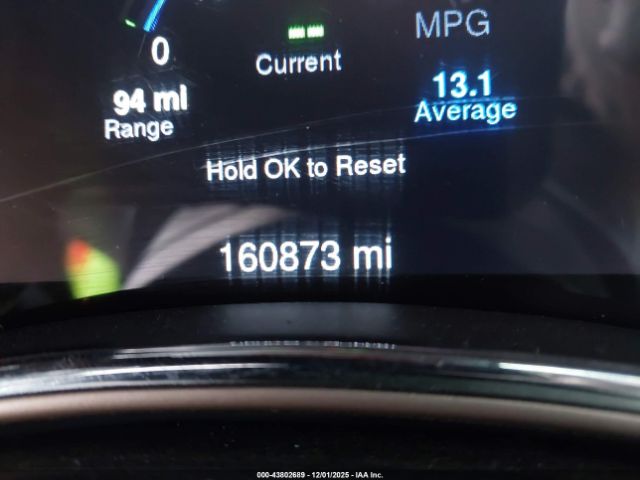 MPG
0
Current
13.1
94 mi
Average
Range
Hold OK to Reset
160873 mi
000-43802689 - 12/01/2025 - IAA Inc.